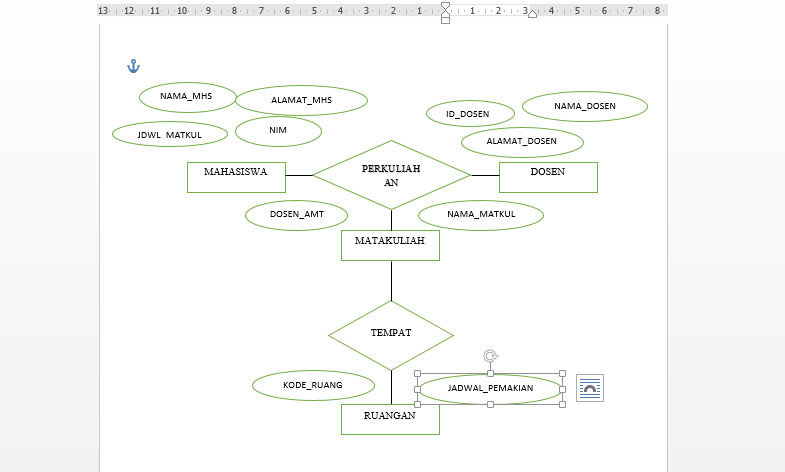 13 12 11 10 9 8 7 6 5 4 3 2 1 1 2 3 4 5 6 7 8
NAMA_MHS
ALAMAT_MHS
ID_DOSEN
NAMA_DOSEN
JDWL_MATKUL
NIM
ALAMAT_DOSEN
MAHASISWA
PERKULIAH
AN
DOSEN
DOSEN_AMT
NAMA_MATKUL
MATAKULIAH
TEMPAT
KODE_RUANG
JADWAL_PEMAKIAN
RUANGAN